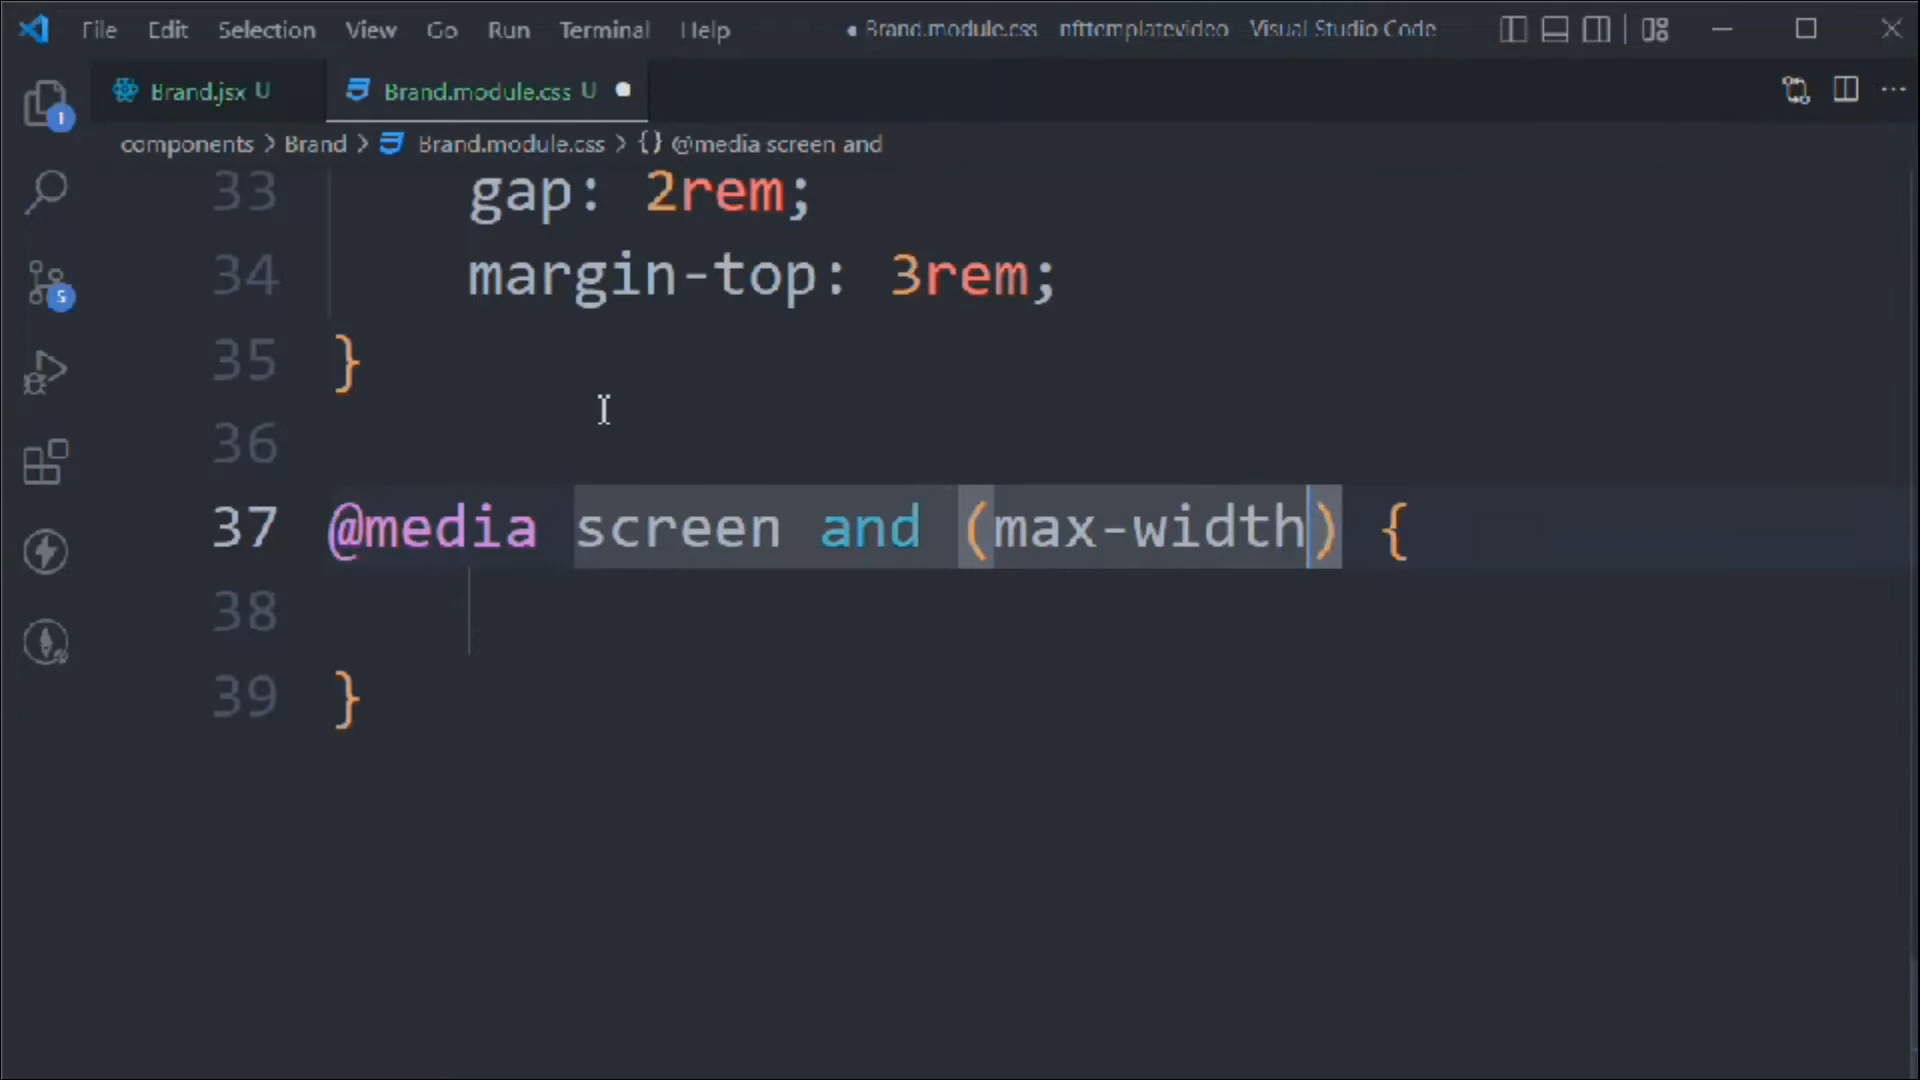 File Edit Selection View Go Run Terminal Help ● Brand.module.css nfttemplatevideo Visual Studio Code
Brand.jsx U Brand.module.css U
1
components > Brand > Brand.module.css > {} @media screen and
33 gap: 2rem;
34 margin-top: 3rem;
5
35 }
36
37 @media screen and (max-width) {
38
39 }